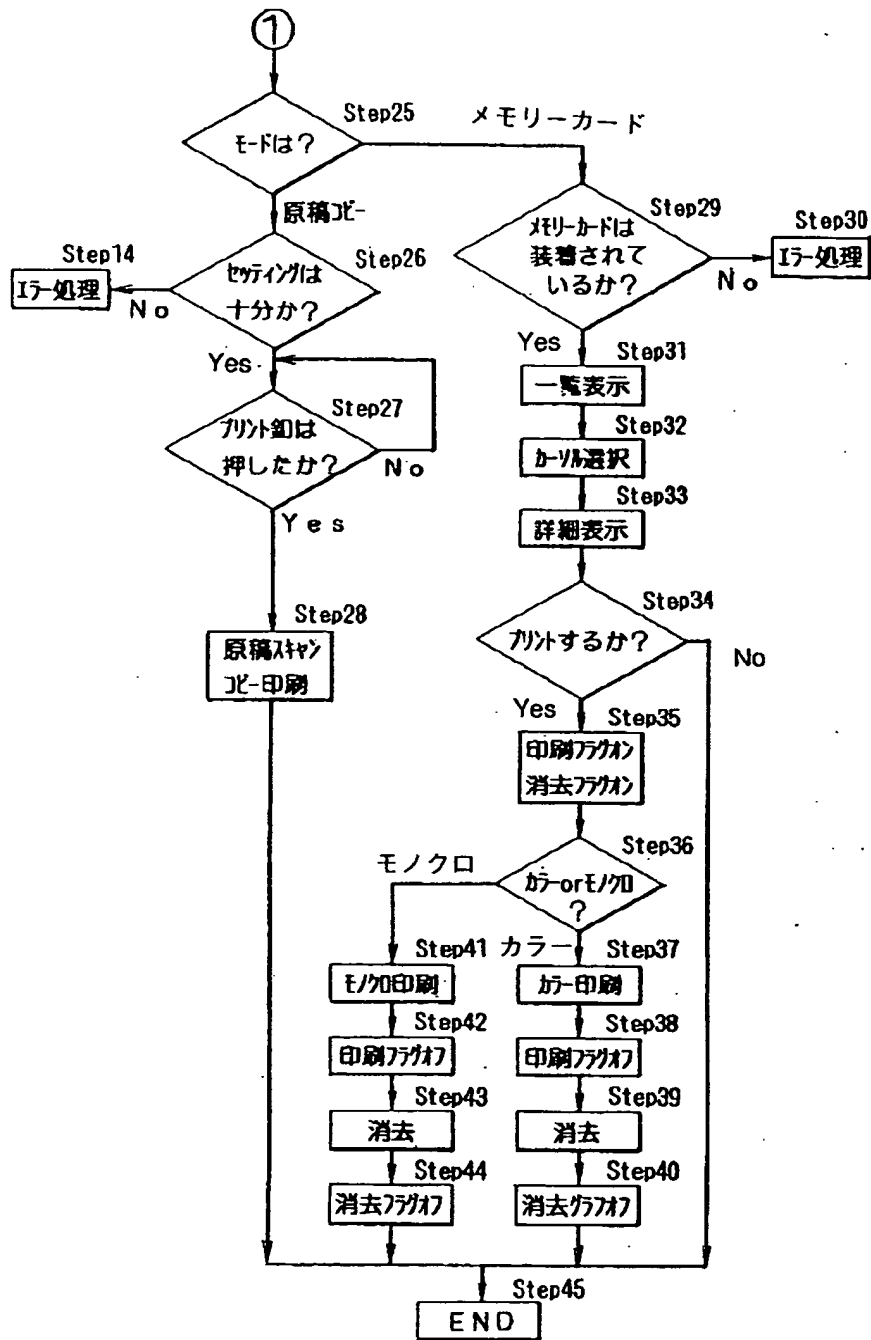 ①
Step25
モードは？
メモリーカード
原稿コピー
Step14
エラー処理
No
Step26
セッティングは
十分か？
Yes
Step27
プリント釦は
押したか？
No
Yes
Step28
原稿スキャン
コピー印刷
Step29
メモリーカードは
装着されて
いるか？
Step30
エラー処理
No
Yes
Step31
一覧表示
Step32
カーソル選択
Step33
詳細表示
Step34
プリントするか？
No
Yes
Step35
印刷フラグオン
消去フラグオン
Step36
カラーorモノクロ
？
モノクロ
カラー
Step41
モノクロ印刷
Step42
印刷フラグオフ
Step43
消去
Step44
消去フラグオフ
Step37
カラー印刷
Step38
印刷フラグオフ
Step39
消去
Step40
消去グラフオフ
Step45
END